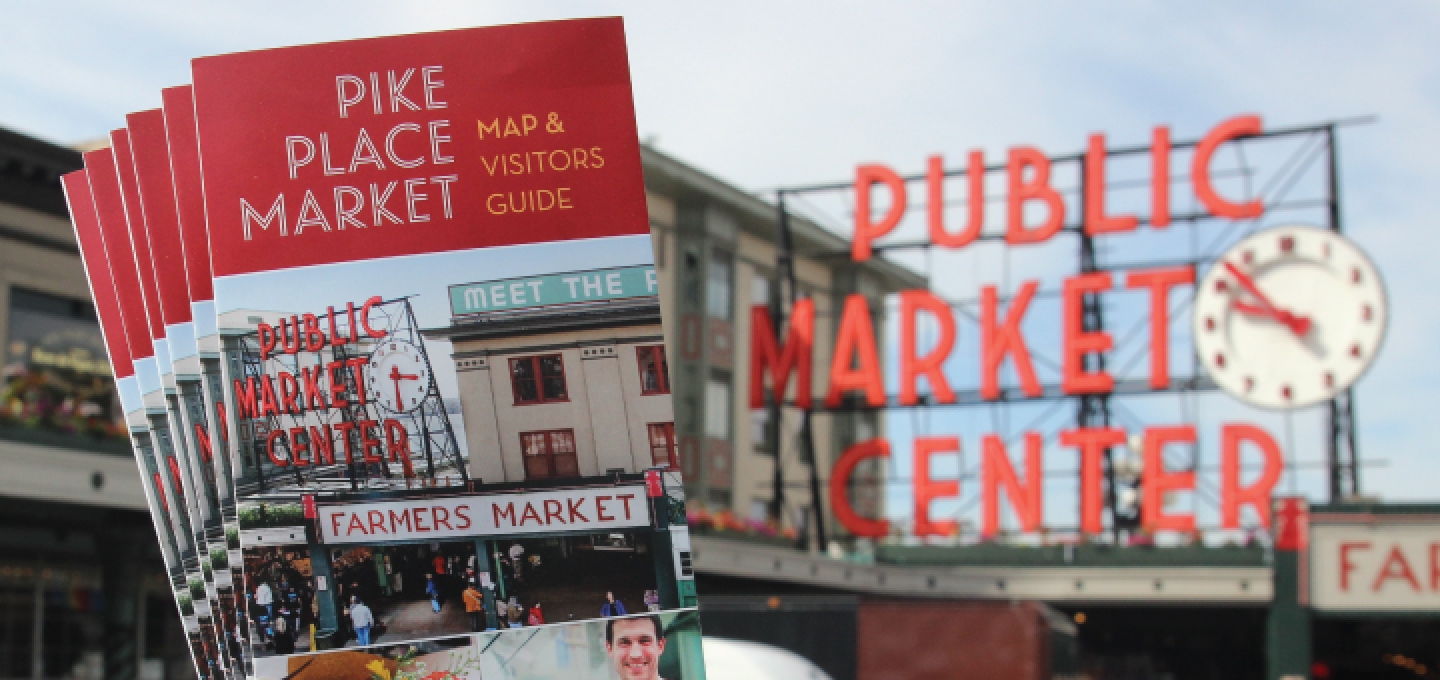 PIKE
PLACE
MARKET
MAP &
VISITORS
GUIDE
MEET THE
PUBLIC
MARKET
CENTER
FARMERS MARKET
PUBLIC
MARKET
CENTER
FAR